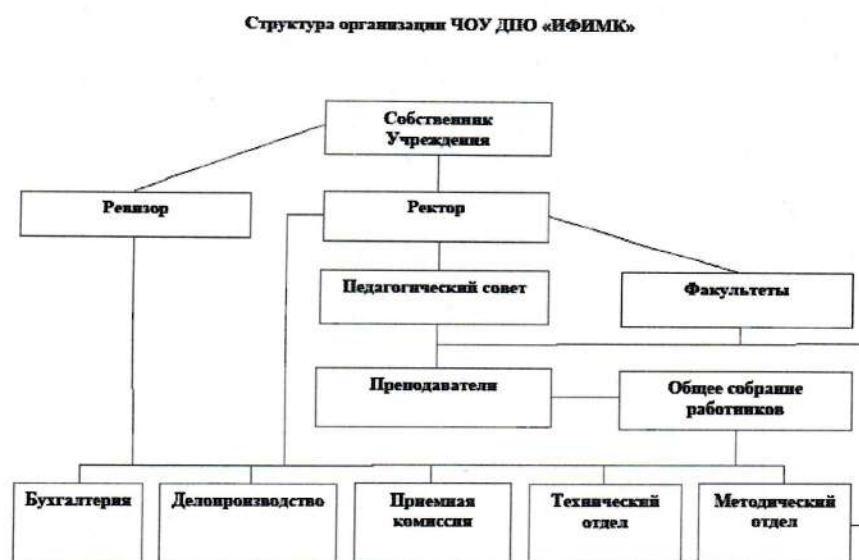 Структура организации ЧОУ ДПО «ИФИМК»
Собственник
Учреждения
Ревизор
Ректор
Педагогический совет
Факультеты
Преподаватели
Общее собрание
работников
Бухгалтерия
Делопроизводство
Приемная
комиссия
Технический
отдел
Методический
отдел